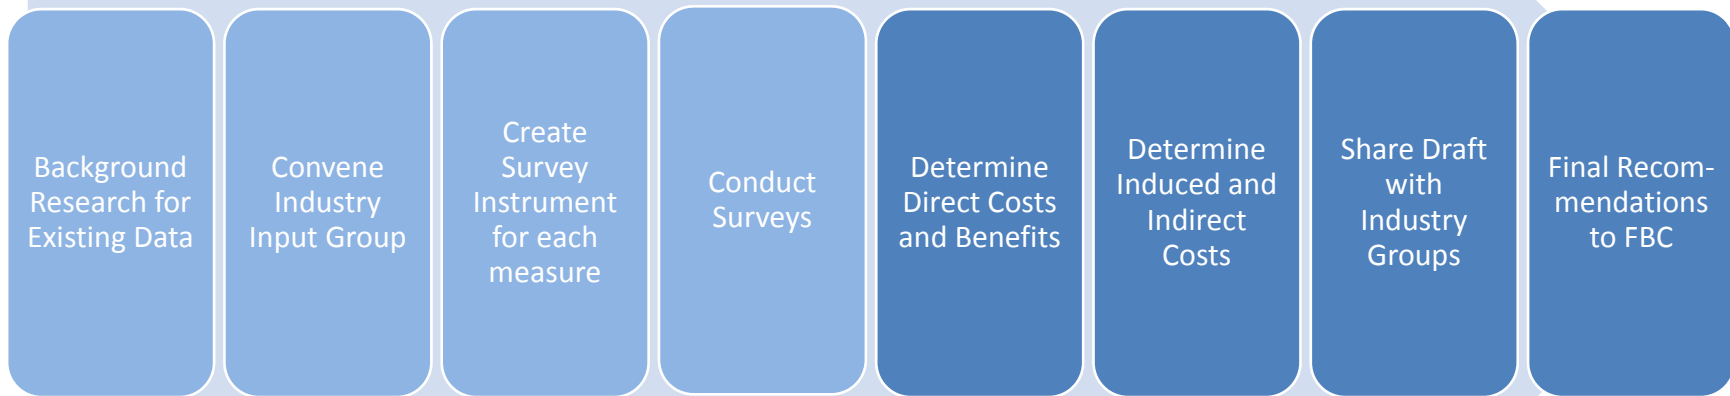 Background
Research for
Existing Data
Convene
Industry
Input Group
Create
Survey
Instrument
for each
measure
Conduct
Surveys
Determine
Direct Costs
and Benefits
Determine
Induced and
Indirect
Costs
Share Draft
with
Industry
Groups
Final Recom-
mendations
to FBC